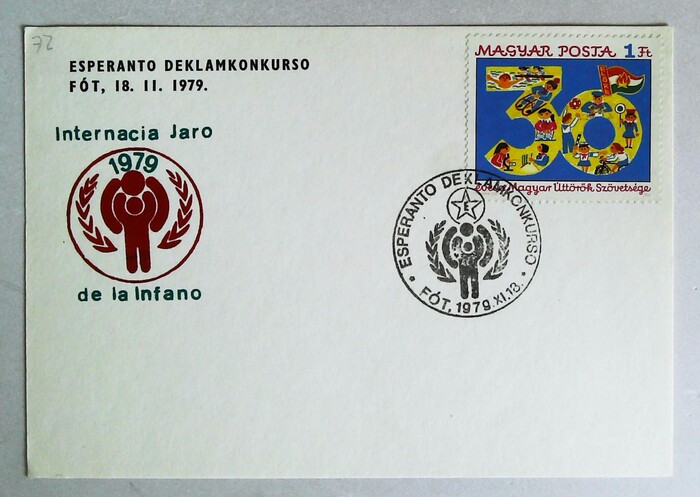 72
ESPERANTO DEKLAMKONKURSO
FÓT, 18. 11. 1979.
Internacia Jaro
1979
de la Infano
MAGYAR POSTA 1 Ft
30
éves a Magyar Úttörők Szövetsége
* ESPERANTO DEKLAMKONKURSO *
E
FÓT, 1979.XI.18.